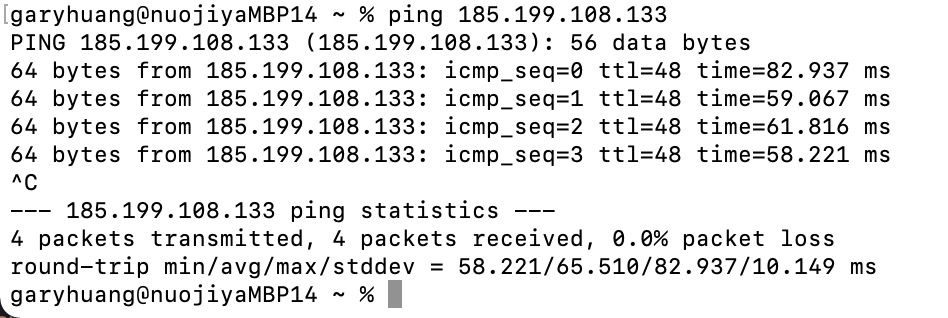 [garyhuang@nuojiyaMBP14 ~ % ping 185.199.108.133
PING 185.199.108.133 (185.199.108.133): 56 data bytes
64 bytes from 185.199.108.133: icmp_seq=0 ttl=48 time=82.937 ms
64 bytes from 185.199.108.133: icmp_seq=1 ttl=48 time=59.067 ms
64 bytes from 185.199.108.133: icmp_seq=2 ttl=48 time=61.816 ms
64 bytes from 185.199.108.133: icmp_seq=3 ttl=48 time=58.221 ms
^C
--- 185.199.108.133 ping statistics ---
4 packets transmitted, 4 packets received, 0.0% packet loss
round-trip min/avg/max/stddev = 58.221/65.510/82.937/10.149 ms
garyhuang@nuojiyaMBP14 ~ %